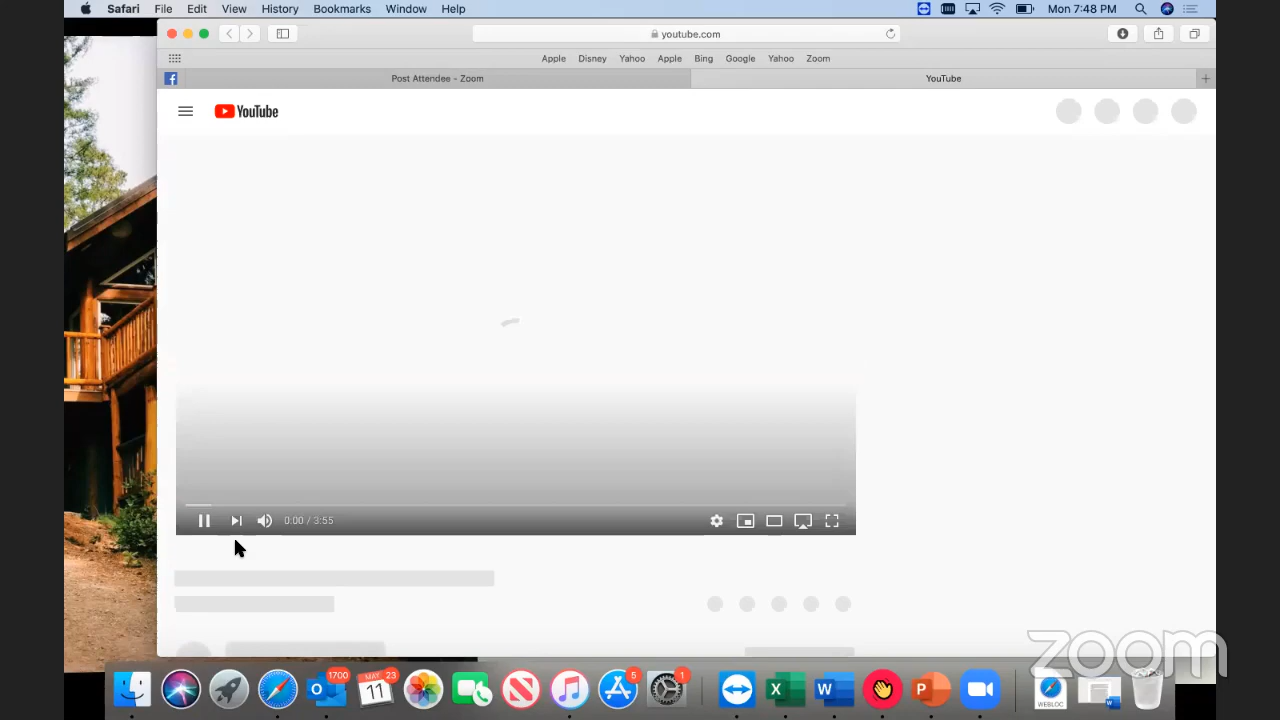 Safari File Edit View History Bookmarks Window Help Mon 7:48 PM
youtube.com
Apple Disney Yahoo Apple Bing Google Yahoo Zoom
Post Attendee - Zoom YouTube
YouTube
0:00 / 3:55
zoom
1700 23 5 1
MAY
11
WEBLOC